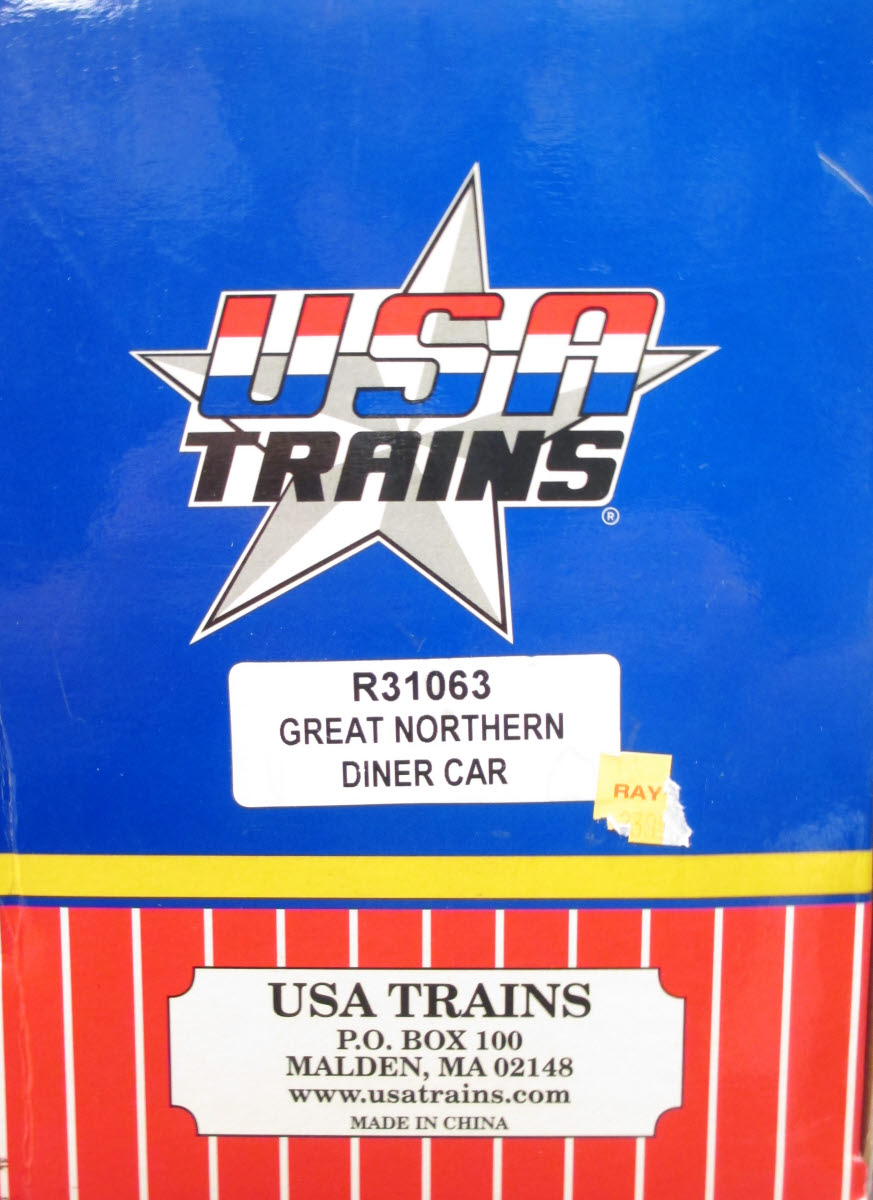 USA
TRAINS
®
R31063
GREAT NORTHERN
DINER CAR
RAY
USA TRAINS
P.O. BOX 100
MALDEN, MA 02148
www.usatrains.com
MADE IN CHINA